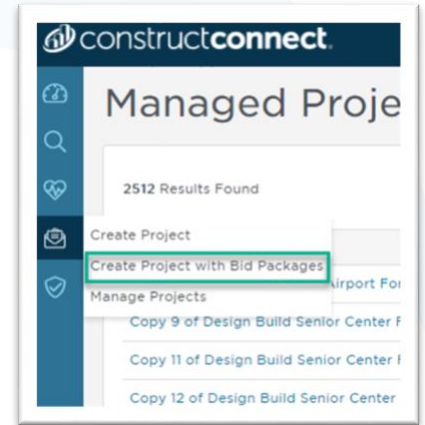 constructconnect.
Managed Proje
2512 Results Found
Create Project
Create Project with Bid Packages
Airport For
Manage Projects
Copy 9 of Design Build Senior Center F
Copy 11 of Design Build Senior Center F
Copy 12 of Design Build Senior Center